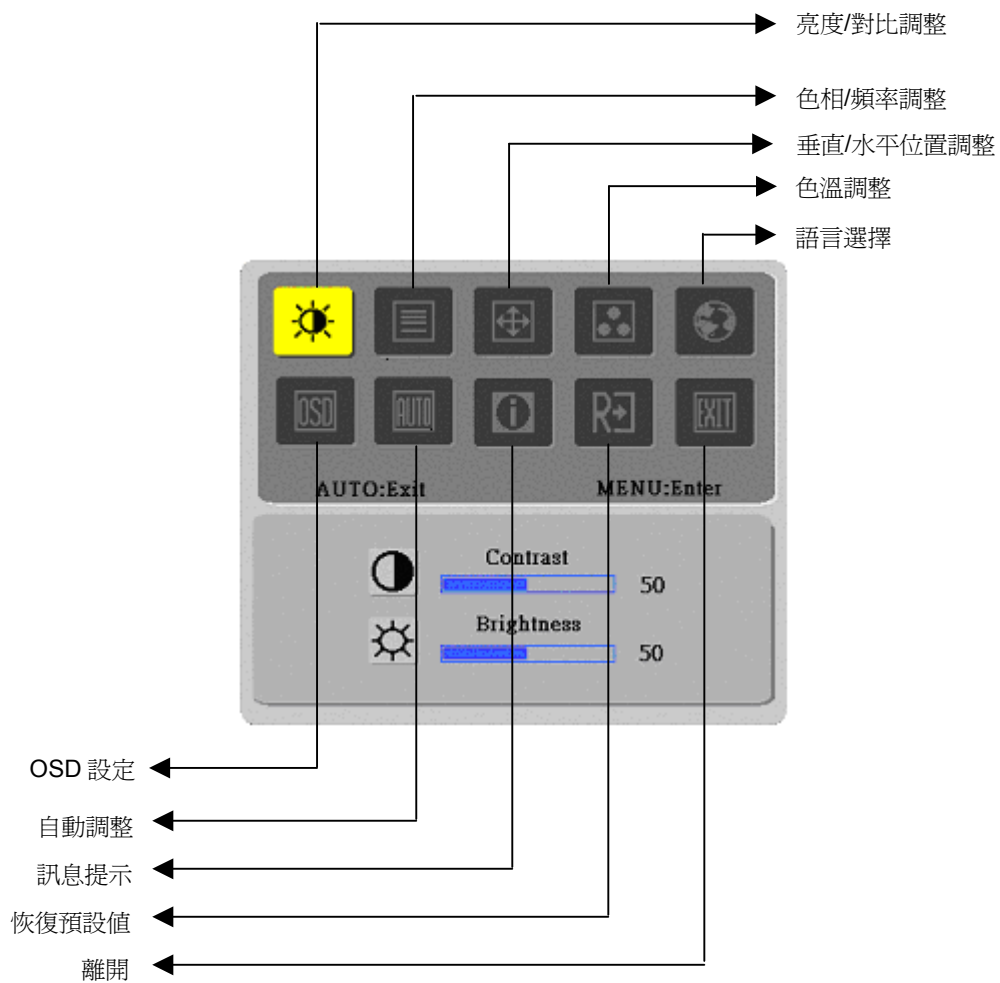 亮度/對比調整
色相/頻率調整
垂直/水平位置調整
色溫調整
語言選擇
OSD
AUTO
i
R
EXIT
AUTO:Exit
MENU:Enter
Contrast
50
Brightness
50
OSD 設定
自動調整
訊息提示
恢復預設值
離開